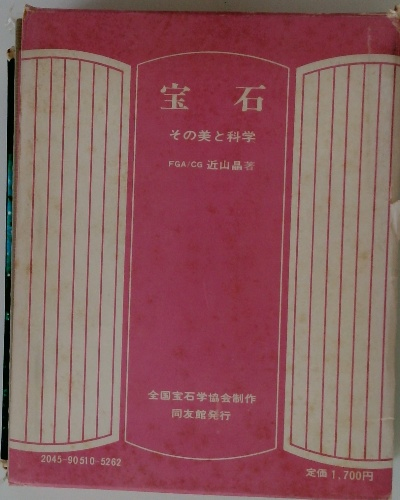 宝石
その美と科学
FGA/CG 近山晶著
全国宝石学協会制作
同友館発行
2045-90510-5262
定価 1,700円